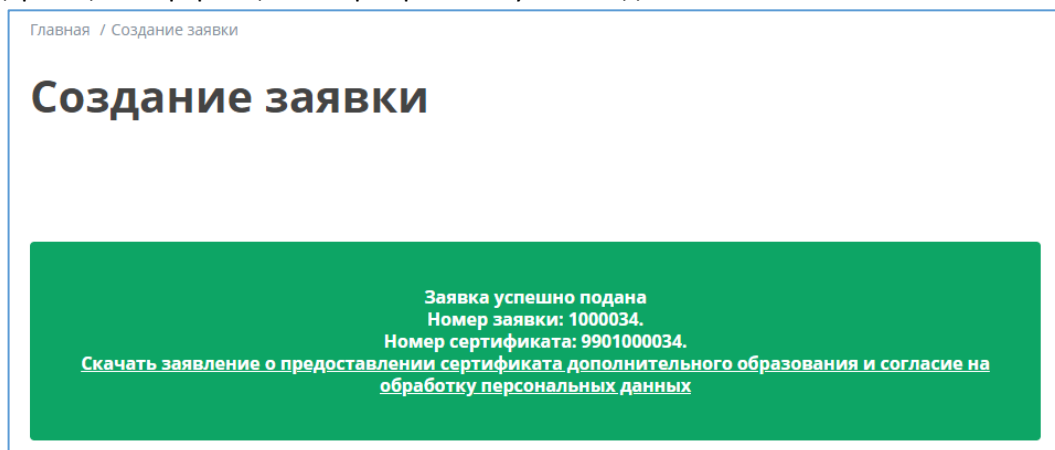 Главная / Создание заявки
Создание заявки
Заявка успешно подана
Номер заявки: 1000034.
Номер сертификата: 9901000034.
Скачать заявление о предоставлении сертификата дополнительного образования и согласие на
обработку персональных данных